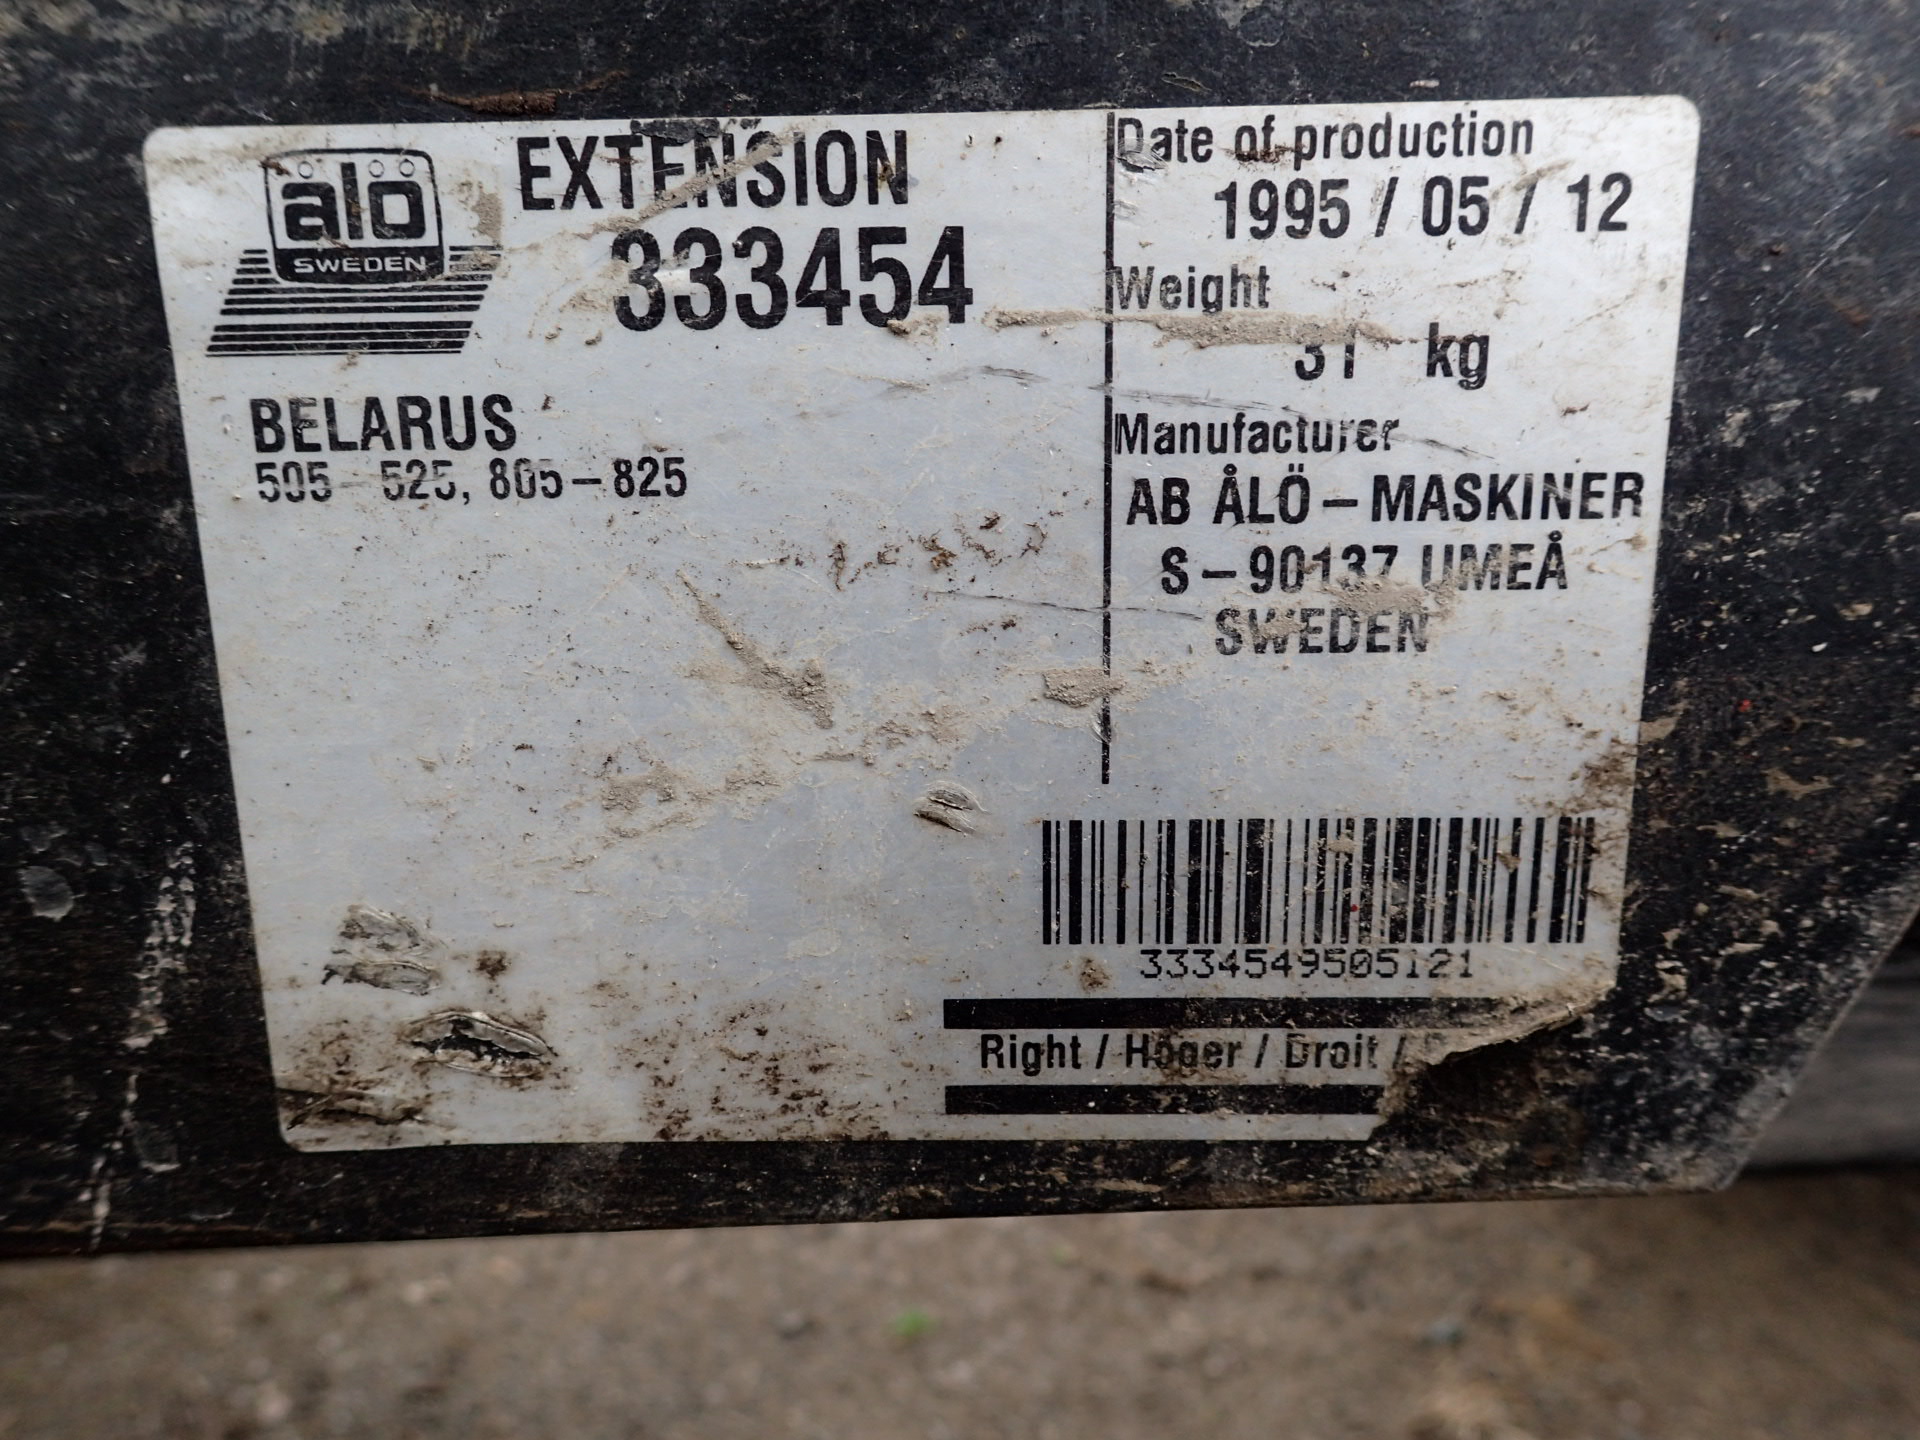 ålö
SWEDEN
EXTENSION
333454
BELARUS
505 - 525, 805 - 825
Date of production
1995 / 05 / 12
Weight
31 kg
Manufacturer
AB ÅLÖ - MASKINER
S - 90137 UMEÅ
SWEDEN
3334549505121
Right / Höger / Droit /